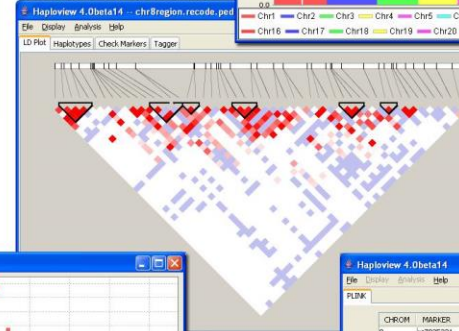 Haploview 4.0beta14 -- chr8region.recode.ped
File Display Analysis Help
LD Plot Haplotypes Check Markers Tagger
0.0
Chr1 Chr2 Chr3 Chr4 Chr5
Chr16 Chr17 Chr18 Chr19 Chr20
Haploview 4.0beta14
File Display Analysis Help
PLINK
CHROM MARKER